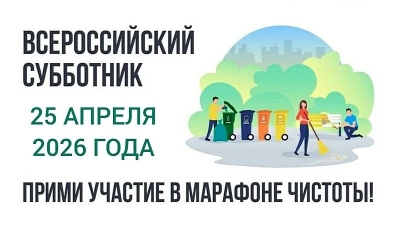 ВСЕРОССИЙСКИЙ
СУББОТНИК
25 АПРЕЛЯ
2026 ГОДА
ПРИМИ УЧАСТИЕ В МАРАФОНЕ ЧИСТОТЫ!